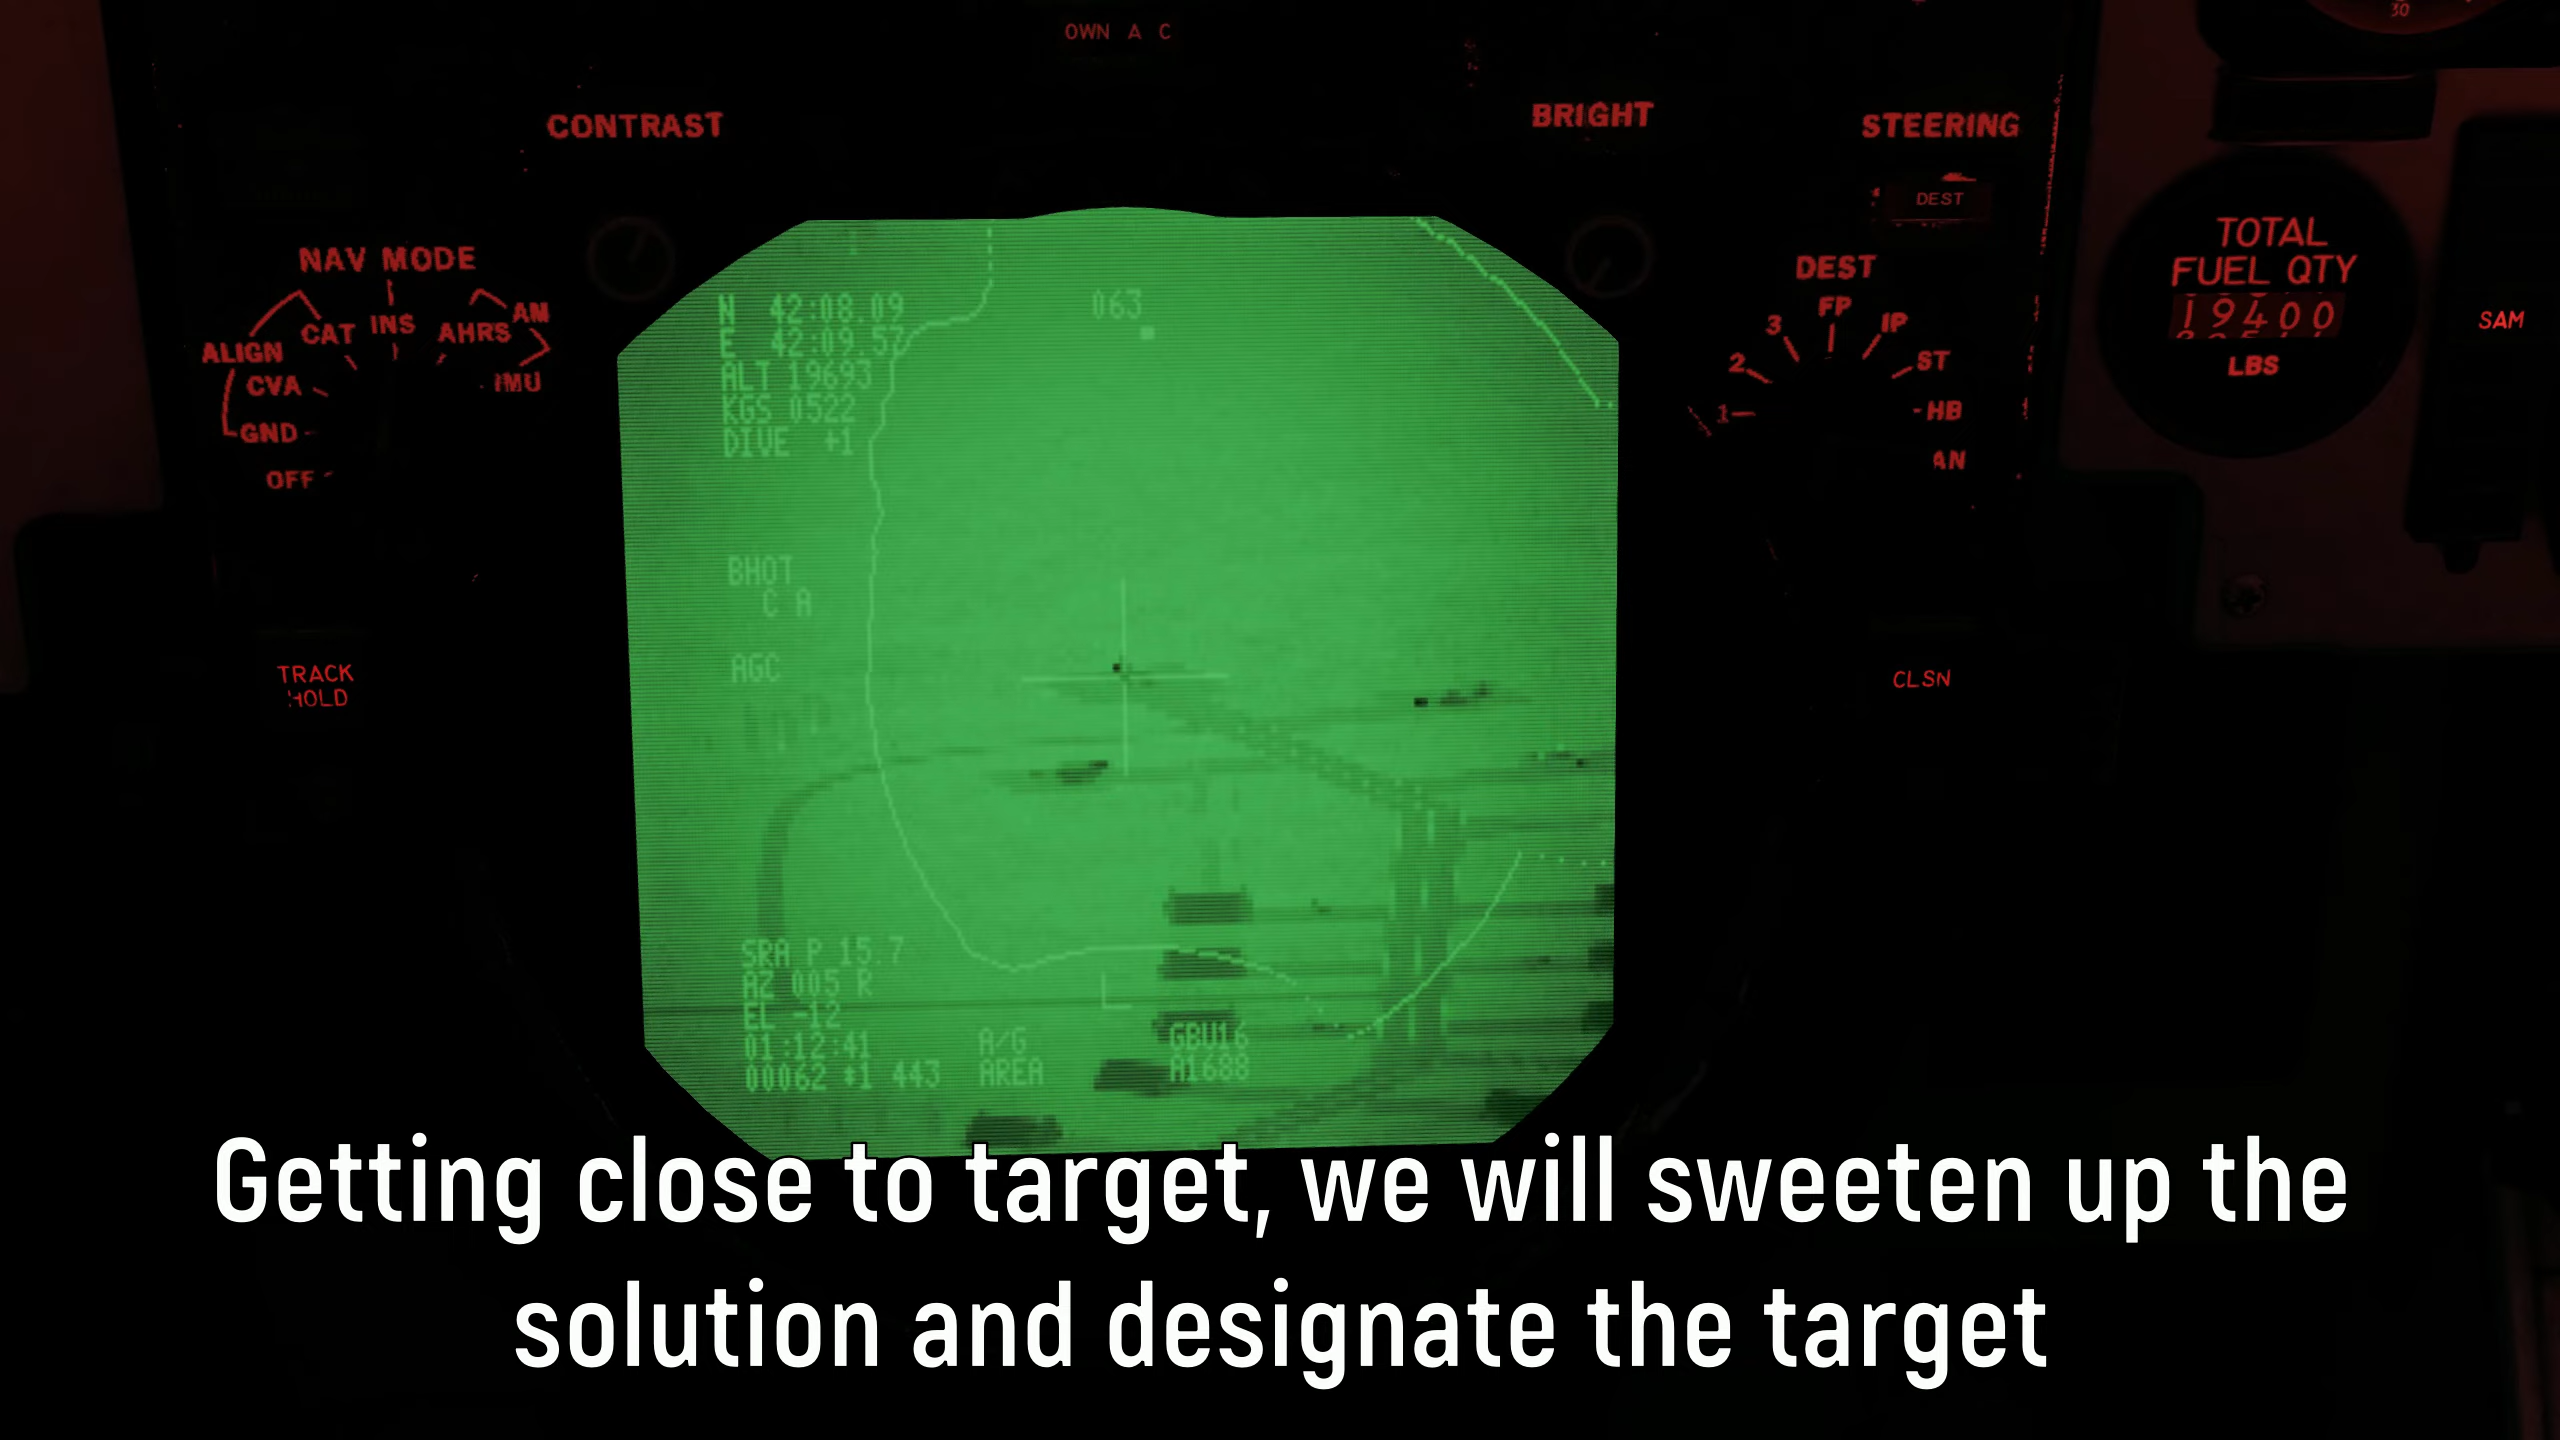 30
OWN A C
CONTRAST
BRIGHT
STEERING
DEST
NAV MODE
ALIGN
CAT
INS
AHRS
AM
CVA
IMU
GND
OFF
DEST
FP
3
IP
2
ST
1
HB
AN
TOTAL
FUEL QTY
19400
LBS
SAM
N 42:08.09
063
E 42:09.57
ALT 19693
KGS 0522
DIVE +1
BHOT
C A
AGC
TRACK
HOLD
CLSN
SRA P 15.7
AZ 005 R
EL -12
01:12:41 A/G GBU16
00062 #1 443 AREA A1688
Getting close to target, we will sweeten up the
solution and designate the target